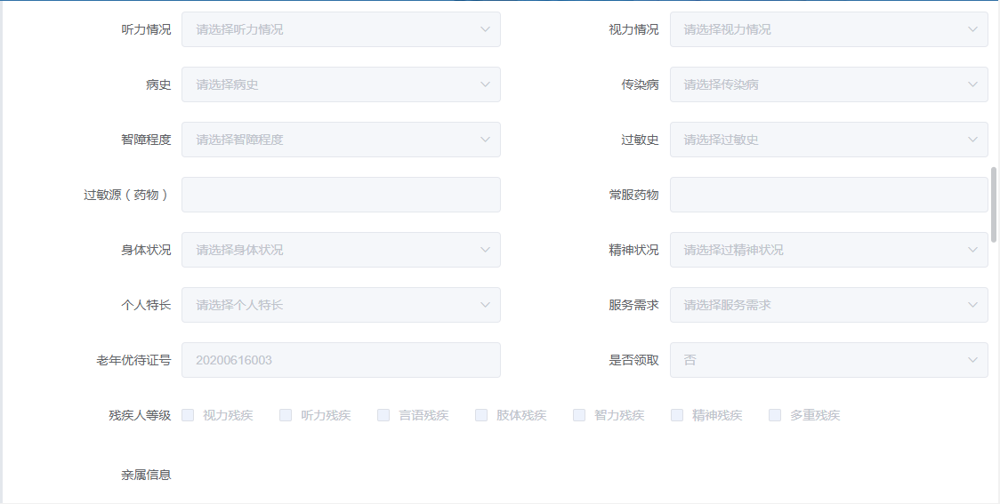 听力情况 请选择听力情况 视力情况 请选择视力情况
病史 请选择病史 传染病 请选择传染病
智障程度 请选择智障程度 过敏史 请选择过敏史
过敏源（药物） 常服药物
身体状况 请选择身体状况 精神状况 请选择过精神状况
个人特长 请选择个人特长 服务需求 请选择服务需求
老年优待证号 20200616003 是否领取 否
残疾人等级 视力残疾 听力残疾 言语残疾 肢体残疾 智力残疾 精神残疾 多重残疾
亲属信息